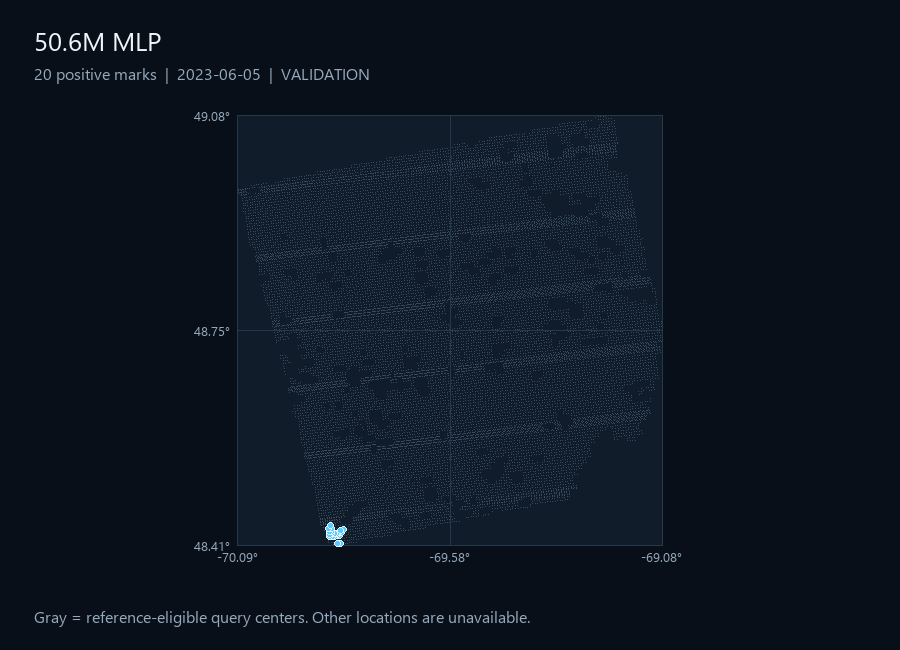 50.6M MLP
20 positive marks | 2023-06-05 | VALIDATION
49.08°
48.75°
48.41°
-70.09°
-69.58°
-69.08°
Gray = reference-eligible query centers. Other locations are unavailable.